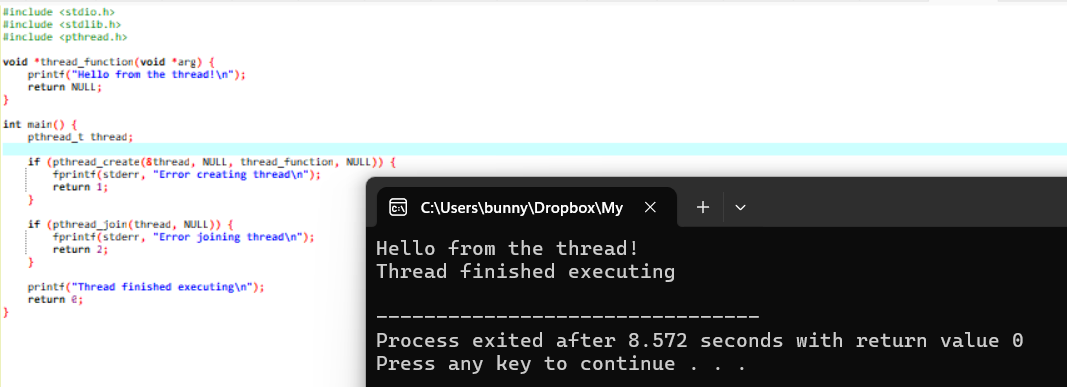 #include <stdio.h>
#include <stdlib.h>
#include <pthread.h>
void *thread_function(void *arg) {
    printf("Hello from the thread!\n");
    return NULL;
}
int main() {
    pthread_t thread;
    if (pthread_create(&thread, NULL, thread_function, NULL)) {
        fprintf(stderr, "Error creating thread\n");
        return 1;
    }
    if (pthread_join(thread, NULL)) {
        fprintf(stderr, "Error joining thread\n");
        return 2;
    }
    printf("Thread finished executing\n");
    return 0;
}
C:\Users\bunny\Dropbox\My
Hello from the thread!
Thread finished executing
--------------------------------
Process exited after 8.572 seconds with return value 0
Press any key to continue . . .